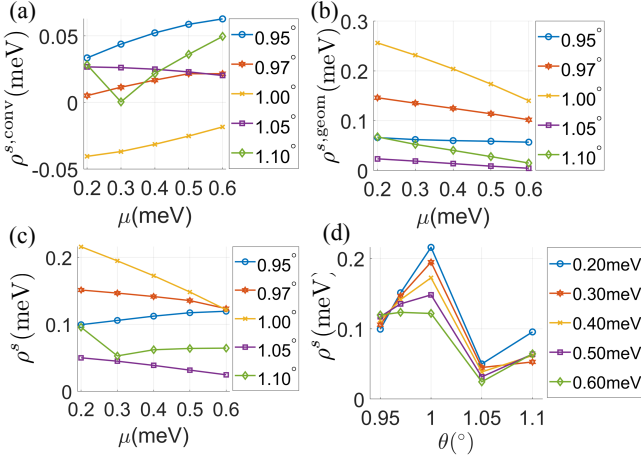 (a)
ρ^{s,conv}(meV)
0.05
0
-0.05
0.2 0.3 0.4 0.5 0.6
μ(meV)
0.95°
0.97°
1.00°
1.05°
1.10°
(b)
ρ^{s,geom}(meV)
0.3
0.2
0.1
0
0.2 0.3 0.4 0.5 0.6
μ(meV)
0.95°
0.97°
1.00°
1.05°
1.10°
(c)
ρ^s(meV)
0.2
0.1
0
0.2 0.3 0.4 0.5 0.6
μ(meV)
0.95°
0.97°
1.00°
1.05°
1.10°
(d)
ρ^s(meV)
0.2
0.1
0
0.95 1 1.05 1.1
θ(°)
0.20meV
0.30meV
0.40meV
0.50meV
0.60meV